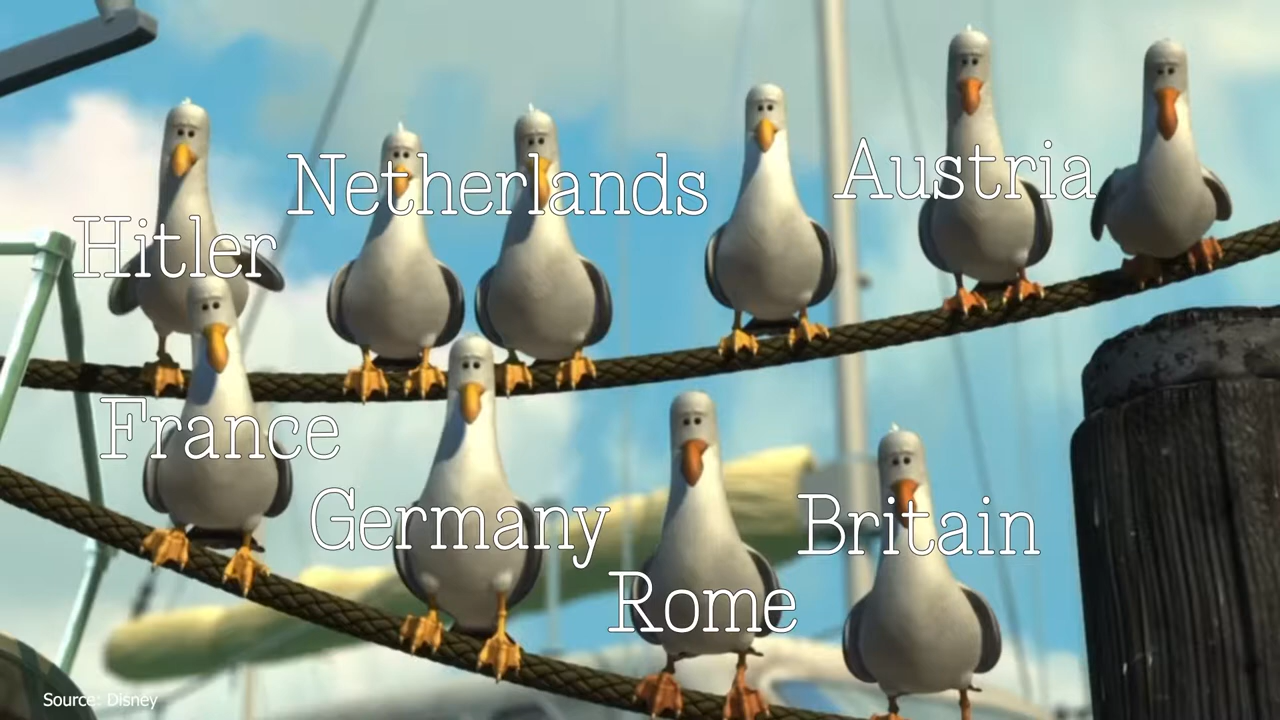 Netherlands
Austria
Hitler
France
Germany
Britain
Rome
Source: Disney